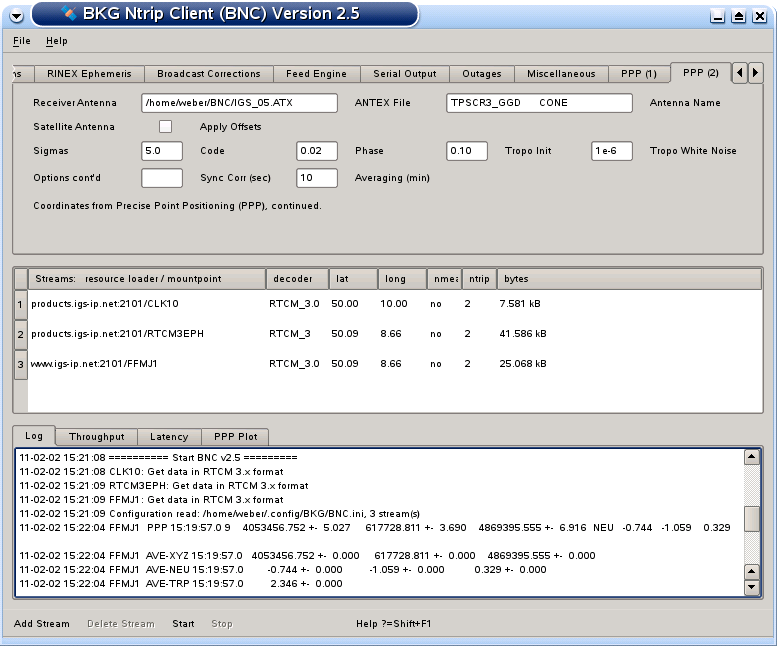 BKG Ntrip Client (BNC) Version 2.5
File Help
RINEX Ephemeris Broadcast Corrections Feed Engine Serial Output Outages Miscellaneous PPP (1) PPP (2)
Receiver Antenna /home/weber/BNC/IGS_05.ATX ANTEX File TPSCR3_GGD CONE Antenna Name
Satellite Antenna Apply Offsets
Sigmas 5.0 Code 0.02 Phase 0.10 Tropo Init 1e-6 Tropo White Noise
Options cont'd Sync Corr (sec) 10 Averaging (min)
Coordinates from Precise Point Positioning (PPP), continued.
Streams: resource loader / mountpoint decoder lat long ntrip bytes
1 products.igs-ip.net:2101/CLK10 RTCM_3.0 50.00 10.00 no 2 7.581 kB
2 products.igs-ip.net:2101/RTCM3EPH RTCM_3 50.09 8.66 no 2 41.586 kB
3 www.igs-ip.net:2101/FFMJ1 RTCM_3.0 50.09 8.66 no 2 25.068 kB
Log Throughput Latency PPP Plot
11-02-02 15:21:08 ========== Start BNC v2.5 =========
11-02-02 15:21:08 CLK10: Get data in RTCM 3.x format
11-02-02 15:21:09 RTCM3EPH: Get data in RTCM 3.x format
11-02-02 15:21:09 FFMJ1: Get data in RTCM 3.x format
11-02-02 15:21:09 Configuration read: /home/weber/.config/BKG/BNC.ini, 3 stream(s)
11-02-02 15:22:04 FFMJ1 PPP 15:19:57.0 9 4053456.752 +- 5.027 617728.811 +- 3.690 4869395.555 +- 6.916 NEU -0.744 -1.059 0.329
11-02-02 15:22:04 FFMJ1 AVE-XYZ 15:19:57.0 4053456.752 +- 0.000 617728.811 +- 0.000 4869395.555 +- 0.000
11-02-02 15:22:04 FFMJ1 AVE-NEU 15:19:57.0 -0.744 +- 0.000 -1.059 +- 0.000 0.329 +- 0.000
11-02-02 15:22:04 FFMJ1 AVE-TRP 15:19:57.0 2.346 +- 0.000
Add Stream Delete Stream Start Stop Help ?=Shift+F1